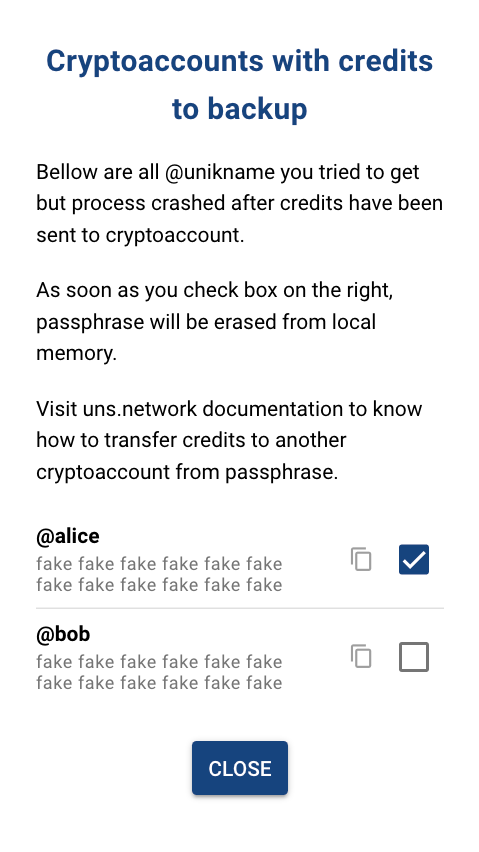 Cryptoaccounts with credits
to backup
Bellow are all @unikname you tried to get
but process crashed after credits have been
sent to cryptoaccount.
As soon as you check box on the right,
passphrase will be erased from local
memory.
Visit uns.network documentation to know
how to transfer credits to another
cryptoaccount from passphrase.
@alice
fake fake fake fake fake fake
fake fake fake fake fake fake
@bob
fake fake fake fake fake fake
fake fake fake fake fake fake
CLOSE